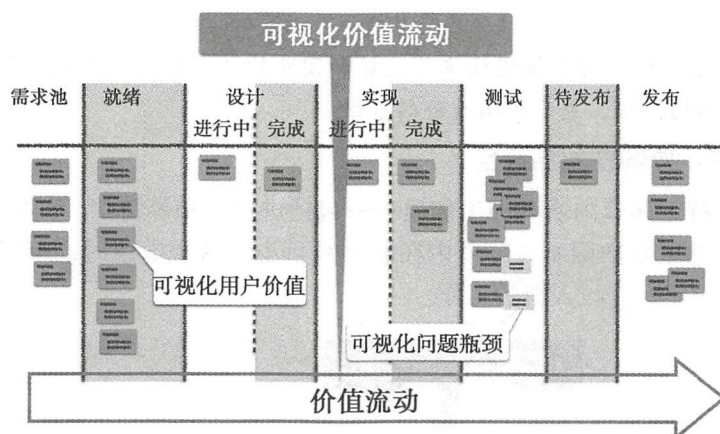 可视化价值流动
需求池
就绪
设计
实现
测试
待发布
发布
进行中
完成
进行中
完成
可视化用户价值
可视化问题瓶颈
价值流动